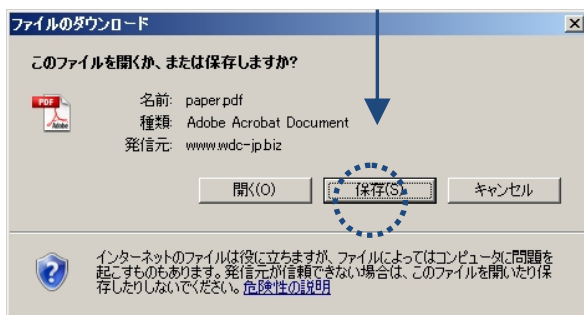 ファイルのダウンロード
このファイルを開くか、または保存しますか?
PDF
Adobe
名前: paper.pdf
種類: Adobe Acrobat Document
発信元: www.wdc-jp.biz
開く(O) 保存(S) キャンセル
インターネットのファイルは役に立ちますが、ファイルによってはコンピュータに問題を
起こすものもあります。発信元が信頼できない場合は、このファイルを開いたり保
存したりしないでください。危険性の説明